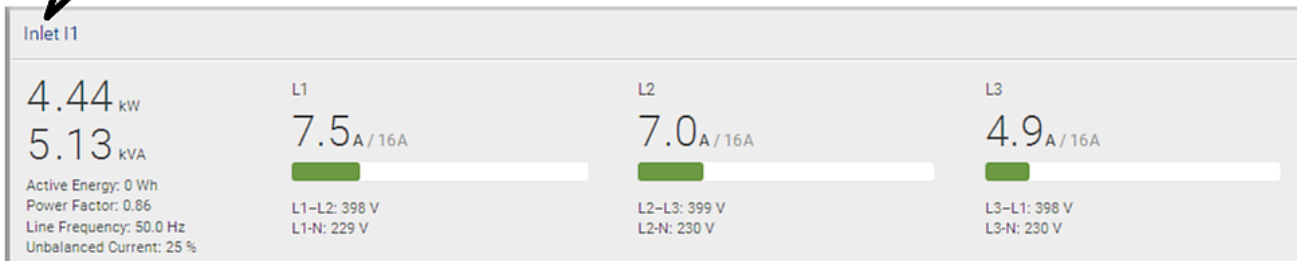 Inlet I1
4.44 kW
5.13 kVA
Active Energy: 0 Wh
Power Factor: 0.86
Line Frequency: 50.0 Hz
Unbalanced Current: 25 %
L1
7.5 A / 16A
L1–L2: 398 V
L1-N: 229 V
L2
7.0 A / 16A
L2–L3: 399 V
L2-N: 230 V
L3
4.9 A / 16A
L3–L1: 398 V
L3-N: 230 V